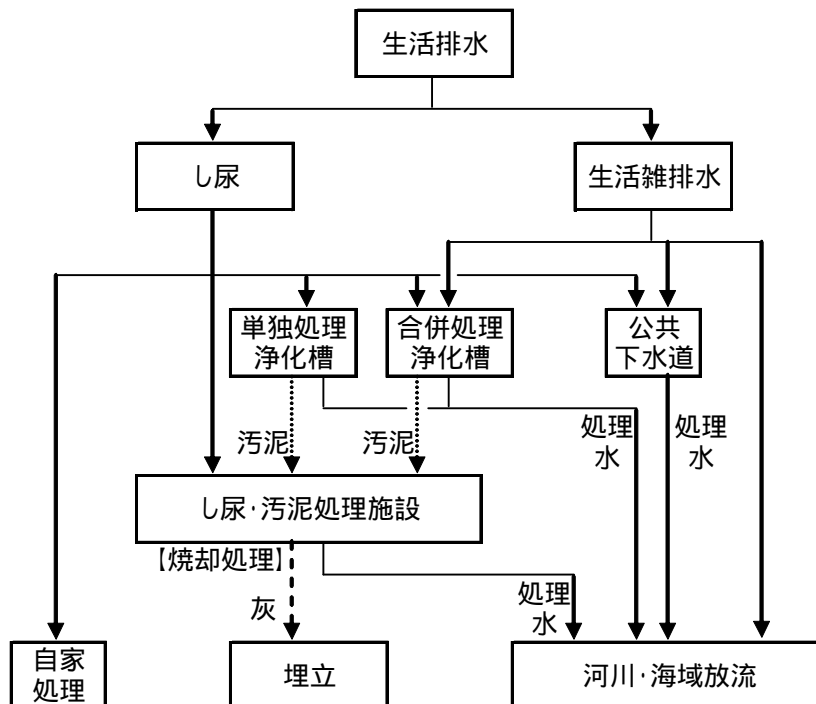 生活排水
し尿
生活雑排水
単独処理
浄化槽
合併処理
浄化槽
公共
下水道
汚泥
汚泥
処理
水
処理
水
し尿・汚泥処理施設
【焼却処理】
灰
処理
水
自家
処理
埋立
河川・海域放流